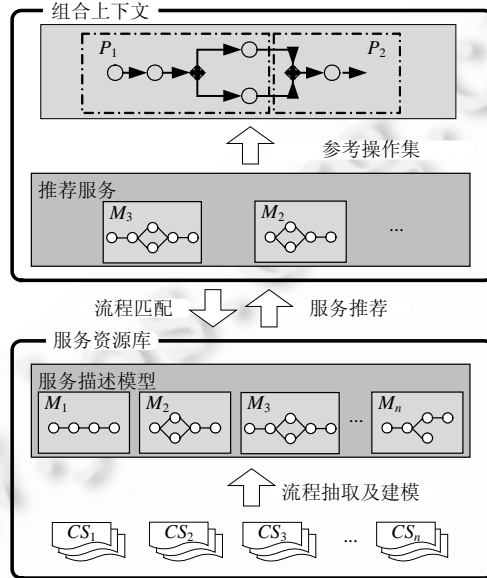 组合上下文
P1 P2
参考操作集
推荐服务
M3 M2 ...
流程匹配 服务推荐
服务资源库
服务描述模型
M1 M2 M3 ... Mn
流程抽取及建模
CS1 CS2 CS3 ... CSn